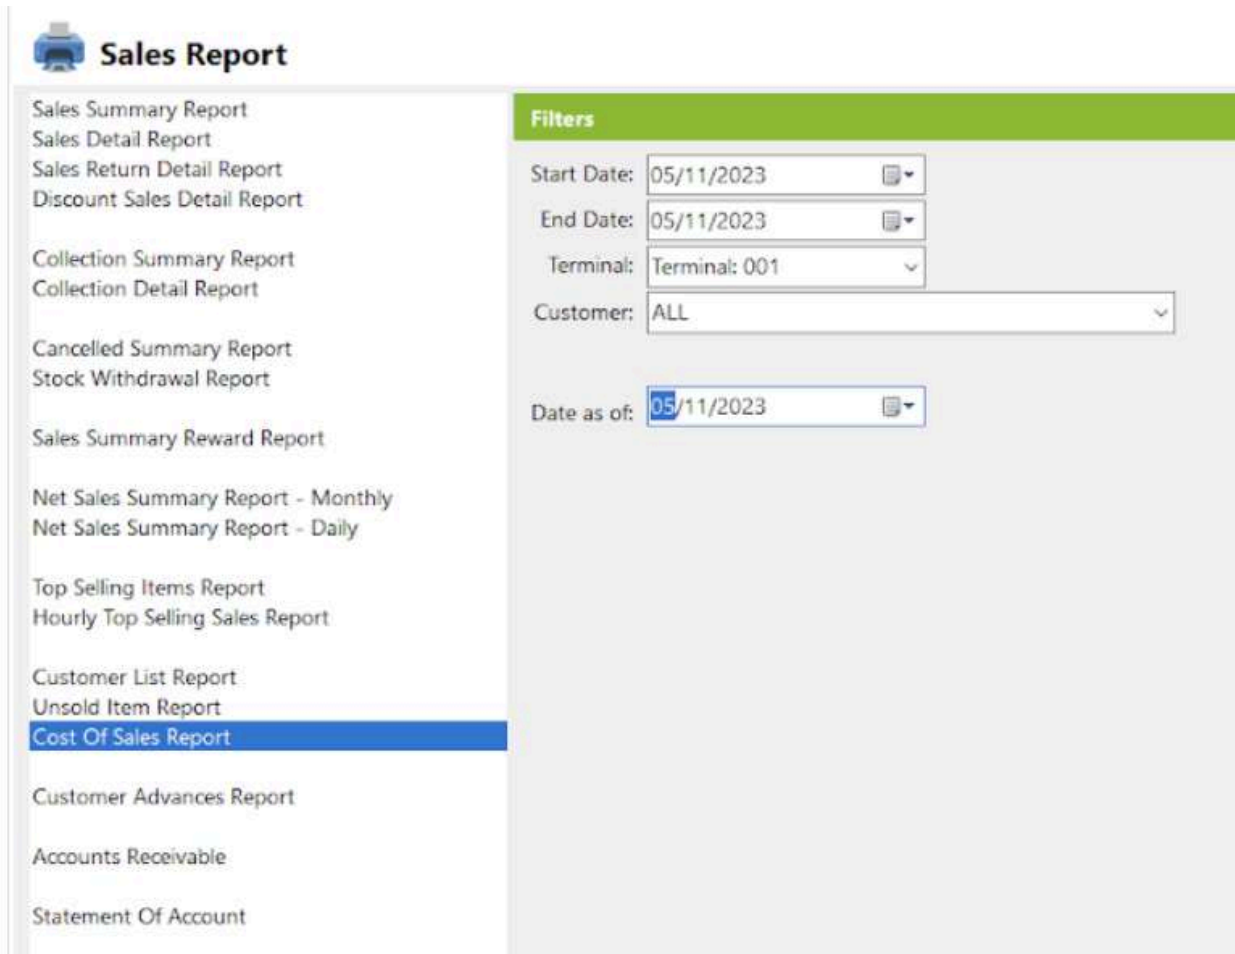 Sales Report
Sales Summary Report
Sales Detail Report
Sales Return Detail Report
Discount Sales Detail Report
Collection Summary Report
Collection Detail Report
Cancelled Summary Report
Stock Withdrawal Report
Sales Summary Reward Report
Net Sales Summary Report - Monthly
Net Sales Summary Report - Daily
Top Selling Items Report
Hourly Top Selling Sales Report
Customer List Report
Unsold Item Report
Cost Of Sales Report
Customer Advances Report
Accounts Receivable
Statement Of Account
Filters
Start Date: 05/11/2023
End Date: 05/11/2023
Terminal: Terminal: 001
Customer: ALL
Date as of: 05/11/2023